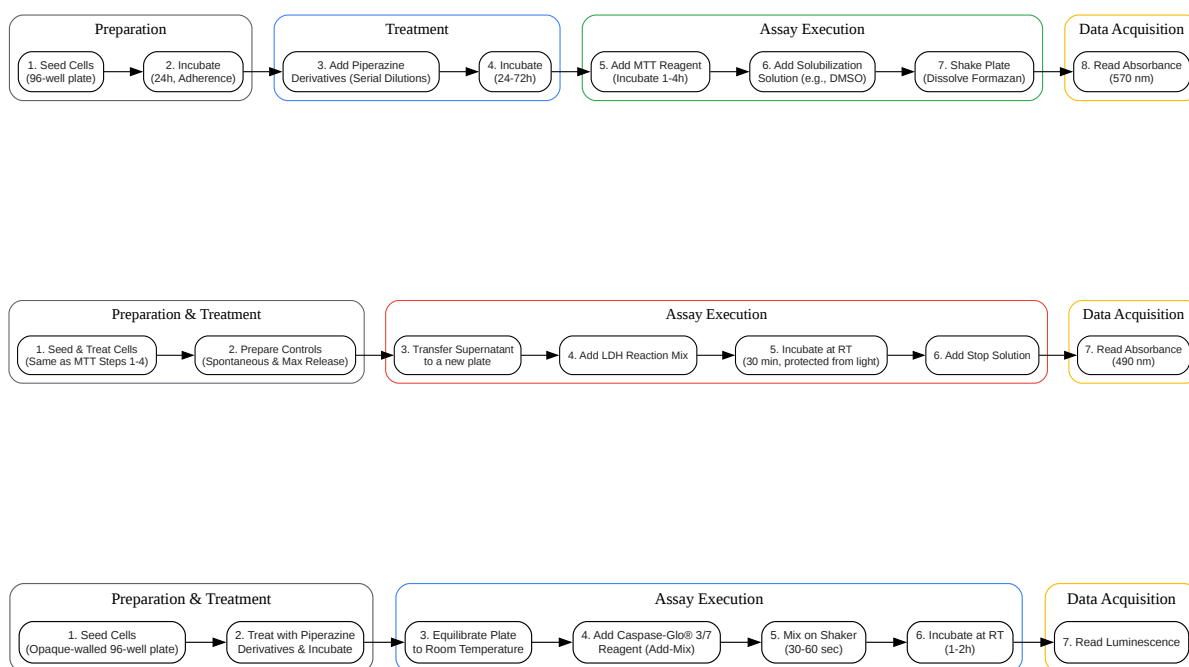 Preparation
Treatment
Assay Execution
Data Acquisition
1. Seed Cells
(96-well plate)
2. Incubate
(24h, Adherence)
3. Add Piperazine
Derivatives (Serial Dilutions)
4. Incubate
(24-72h)
5. Add MTT Reagent
(Incubate 1-4h)
6. Add Solubilization
Solution (e.g., DMSO)
7. Shake Plate
(Dissolve Formazan)
8. Read Absorbance
(570 nm)
Preparation & Treatment
Assay Execution
Data Acquisition
1. Seed & Treat Cells
(Same as MTT Steps 1-4)
2. Prepare Controls
(Spontaneous & Max Release)
3. Transfer Supernatant
to a new plate
4. Add LDH Reaction Mix
5. Incubate at RT
(30 min, protected from light)
6. Add Stop Solution
7. Read Absorbance
(490 nm)
Preparation & Treatment
Assay Execution
Data Acquisition
1. Seed Cells
(Opaque-walled 96-well plate)
2. Treat with Piperazine
Derivatives & Incubate
3. Equilibrate Plate
to Room Temperature
4. Add Caspase-Glo® 3/7
Reagent (Add-Mix)
5. Mix on Shaker
(30-60 sec)
6. Incubate at RT
(1-2h)
7. Read Luminescence